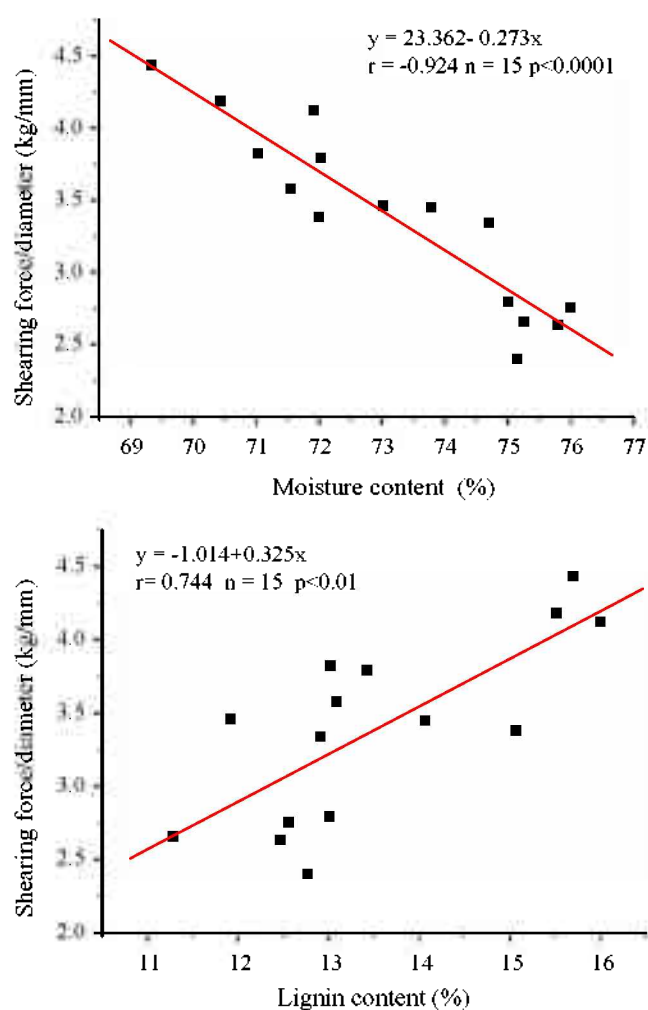 y = 23.362- 0.273x
r = -0.924 n = 15 p<0.0001
Shearing force/diameter (kg/mm)
4.5
4.0
3.5
3.0
2.5
2.0
69 70 71 72 73 74 75 76 77
Moisture content (%)
y = -1.014+0.325x
r= 0.744 n = 15 p<0.01
Shearing force/diameter (kg/mm)
4.5
4.0
3.5
3.0
2.5
2.0
11 12 13 14 15 16
Lignin content (%)